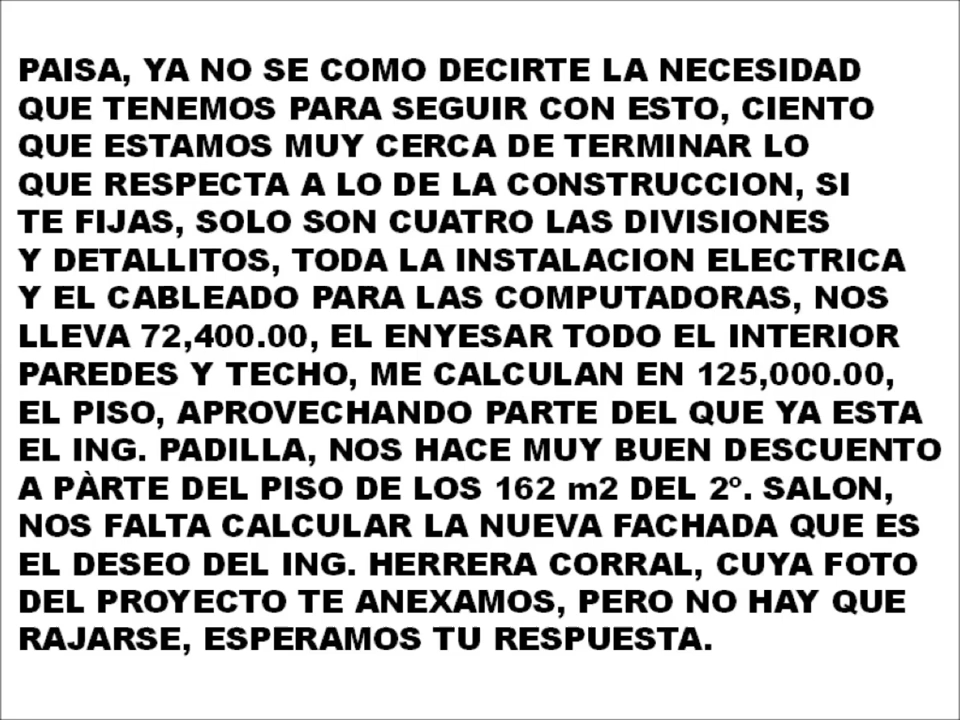 PAISA, YA NO SE COMO DECIRTE LA NECESIDAD
QUE TENEMOS PARA SEGUIR CON ESTO, CIENTO
QUE ESTAMOS MUY CERCA DE TERMINAR LO
QUE RESPECTA A LO DE LA CONSTRUCCION, SI
TE FIJAS, SOLO SON CUATRO LAS DIVISIONES
Y DETALLITOS, TODA LA INSTALACION ELECTRICA
Y EL CABLEADO PARA LAS COMPUTADORAS, NOS
LLEVA 72,400.00, EL ENYESAR TODO EL INTERIOR
PAREDES Y TECHO, ME CALCULAN EN 125,000.00,
EL PISO, APROVECHANDO PARTE DEL QUE YA ESTA
EL ING. PADILLA, NOS HACE MUY BUEN DESCUENTO
A PÀRTE DEL PISO DE LOS 162 m2 DEL 2º. SALON,
NOS FALTA CALCULAR LA NUEVA FACHADA QUE ES
EL DESEO DEL ING. HERRERA CORRAL, CUYA FOTO
DEL PROYECTO TE ANEXAMOS, PERO NO HAY QUE
RAJARSE, ESPERAMOS TU RESPUESTA.